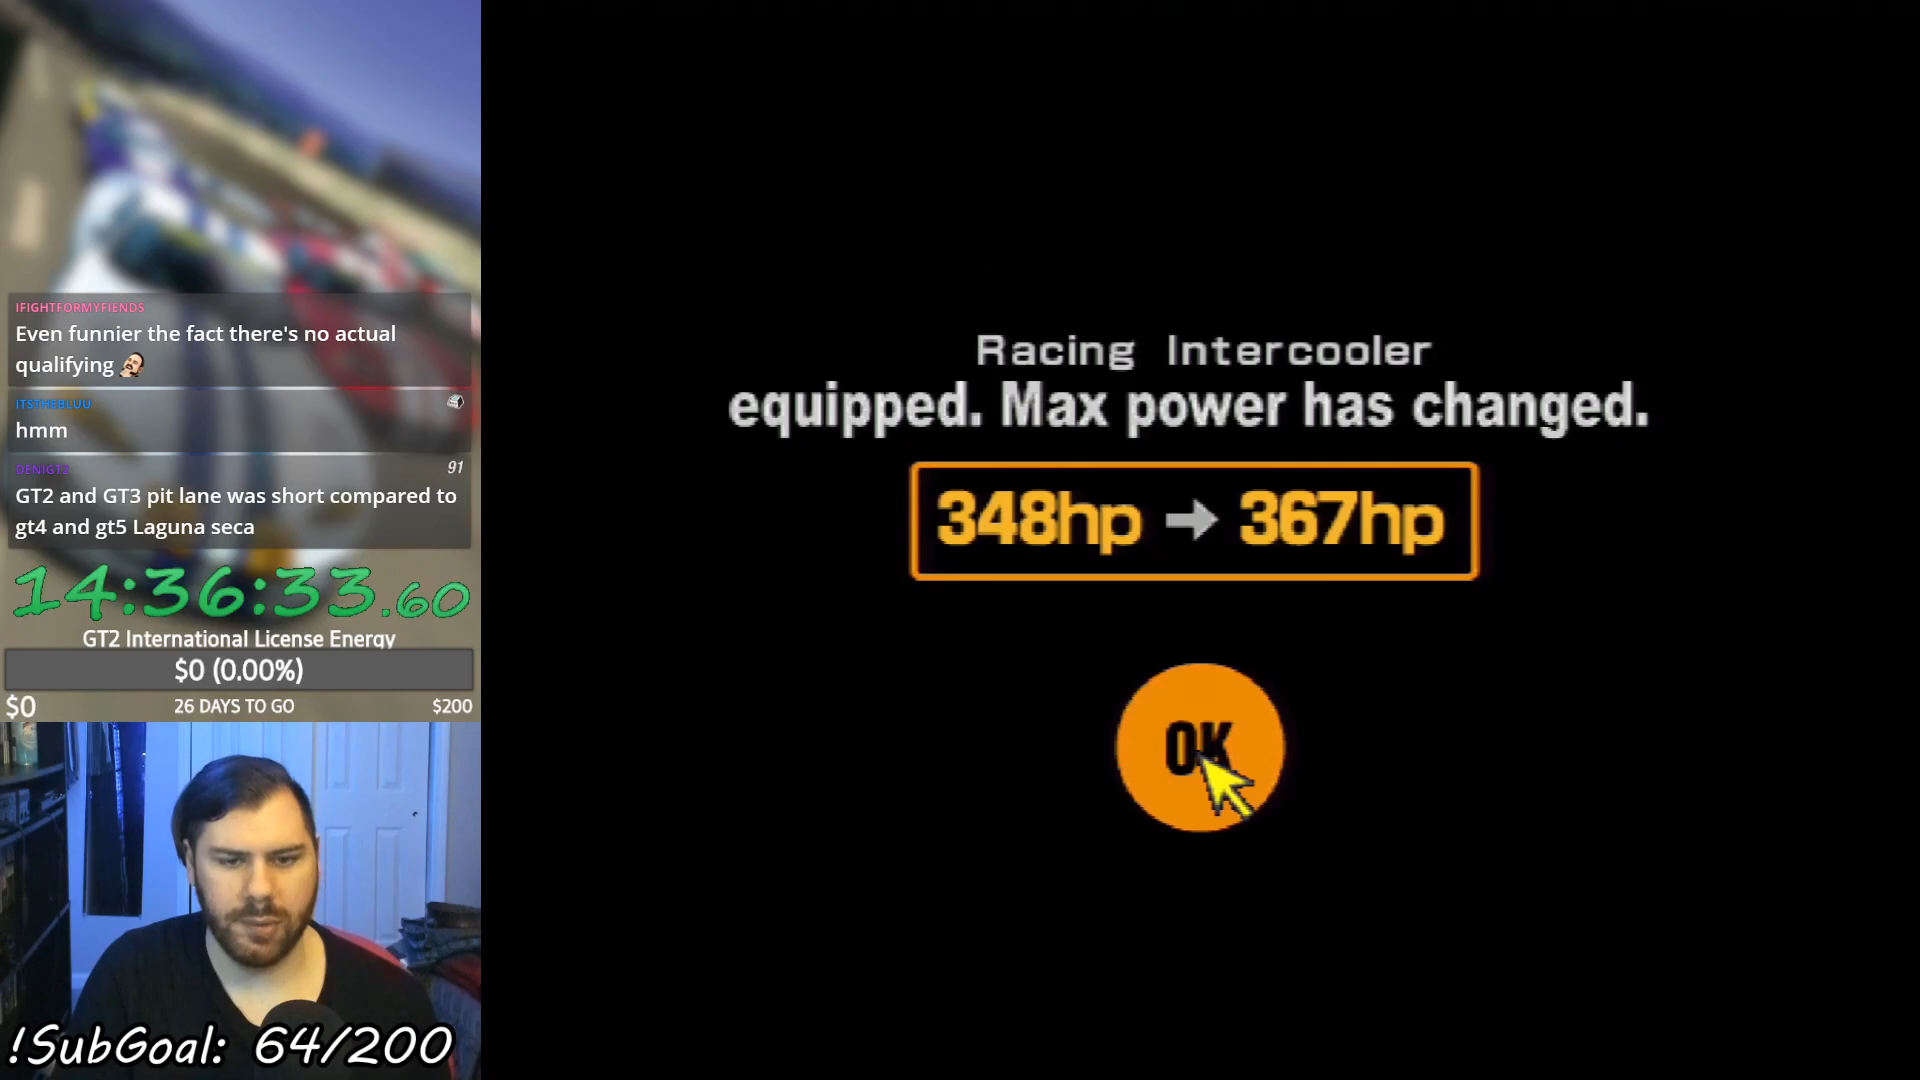 IFIGHTFORMYFIENDS
Even funnier the fact there's no actual
qualifying
ITSTHEBLUU
hmm
DENIGT2
91
GT2 and GT3 pit lane was short compared to
gt4 and gt5 Laguna seca
14:36:33.60
GT2 International License Energy
$0 (0.00%)
$0
26 DAYS TO GO
$200
!SubGoal: 64/200
Racing Intercooler
equipped. Max power has changed.
348hp → 367hp
OK